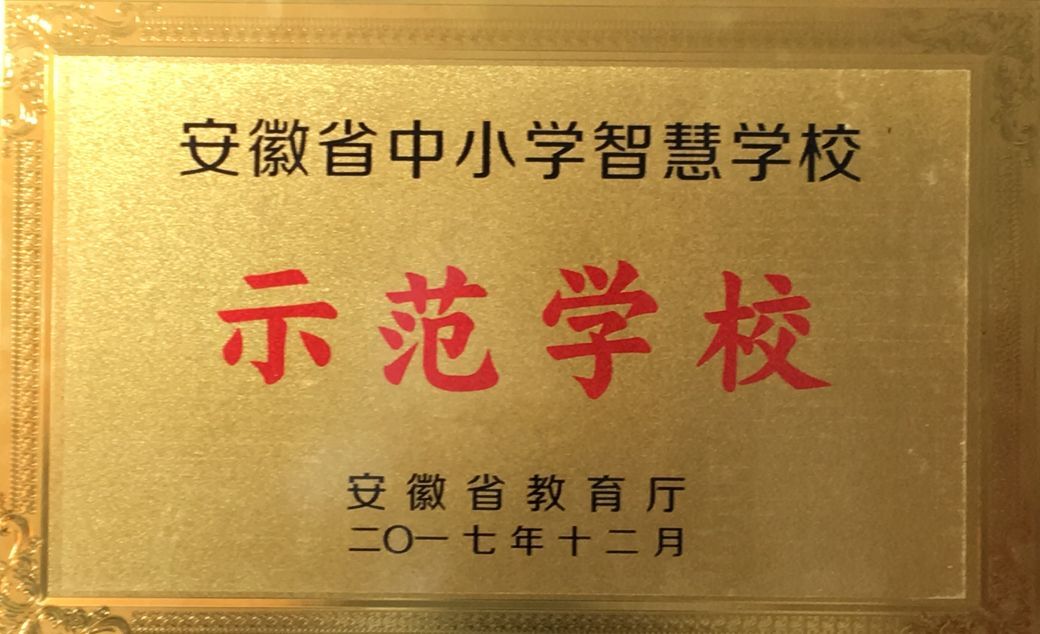 安徽省中小学智慧学校
示范学校
安徽省教育厅
二〇一七年十二月